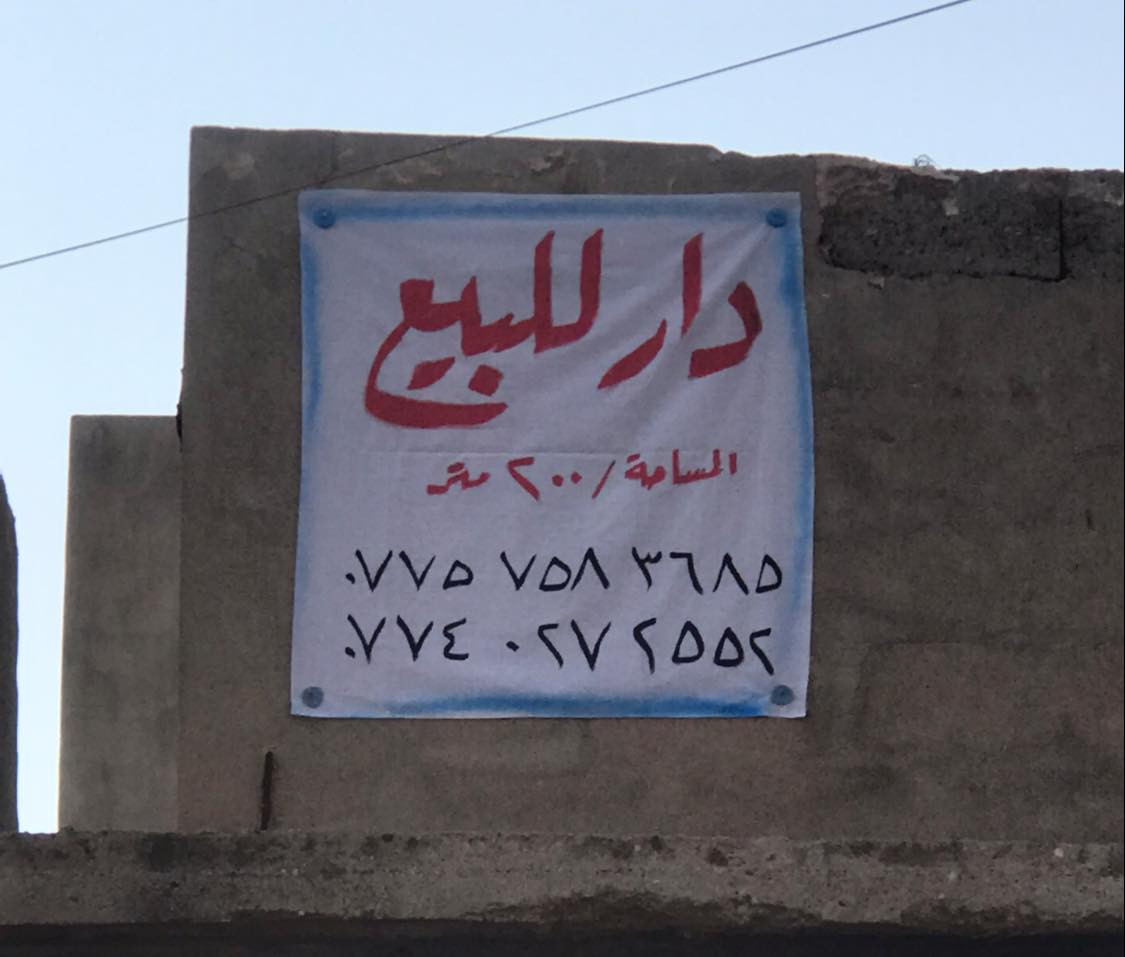 دار للبيع
المساحة / ٢٠٠ متر
٠٧٧٥ ٧٥٨ ٣٦٨٥
٠٧٧٤ ٠٢٧ ٢٥٥٢